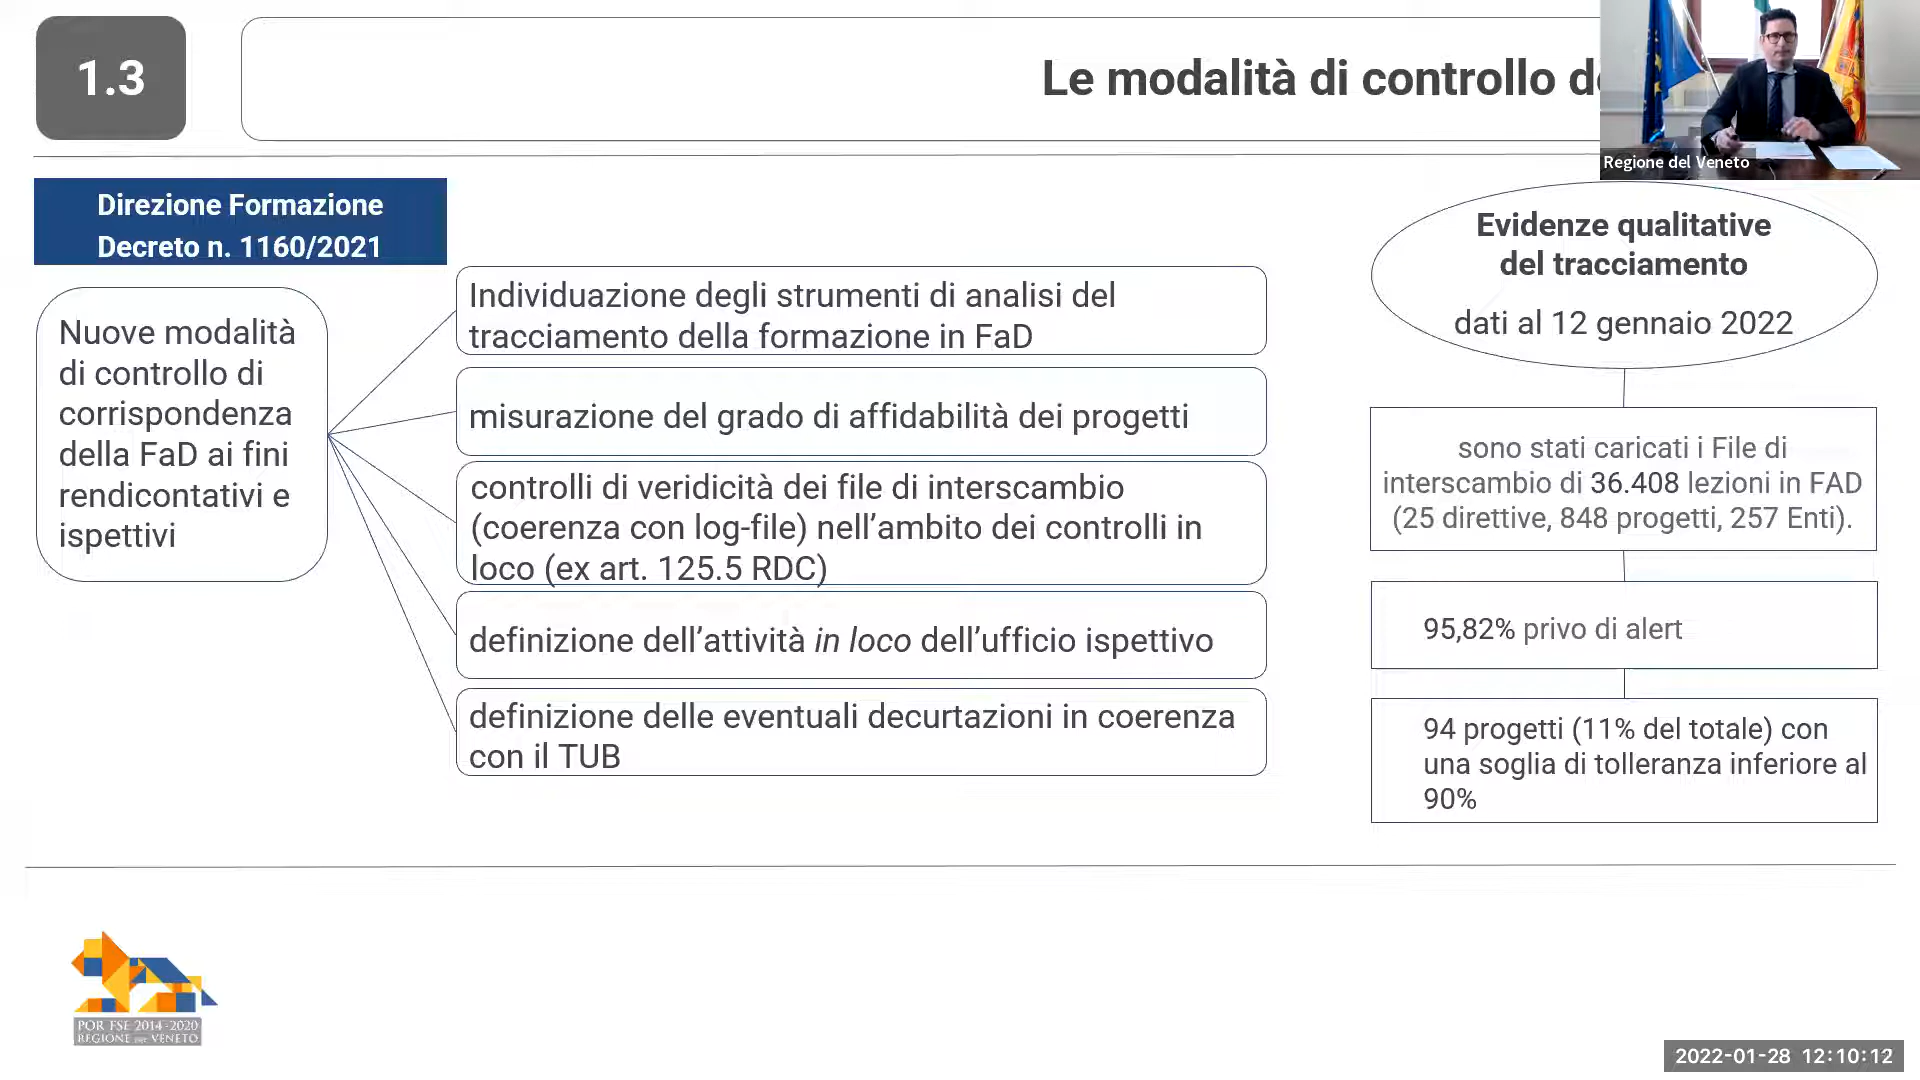 1.3
Le modalità di controllo
Regione del Veneto
Direzione Formazione
Decreto n. 1160/2021
Nuove modalità
di controllo di
corrispondenza
della FaD ai fini
rendicontativi e
ispettivi
Individuazione degli strumenti di analisi del
tracciamento della formazione in FaD
misurazione del grado di affidabilità dei progetti
controlli di veridicità dei file di interscambio
(coerenza con log-file) nell’ambito dei controlli in
loco (ex art. 125.5 RDC)
definizione dell’attività in loco dell’ufficio ispettivo
definizione delle eventuali decurtazioni in coerenza
con il TUB
Evidenze qualitative
del tracciamento
dati al 12 gennaio 2022
sono stati caricati i File di
interscambio di 36.408 lezioni in FAD
(25 direttive, 848 progetti, 257 Enti).
95,82% privo di alert
94 progetti (11% del totale) con
una soglia di tolleranza inferiore al
90%
POR FSE 2014-2020
REGIONE DEL VENETO
2022-01-28 12:10:12